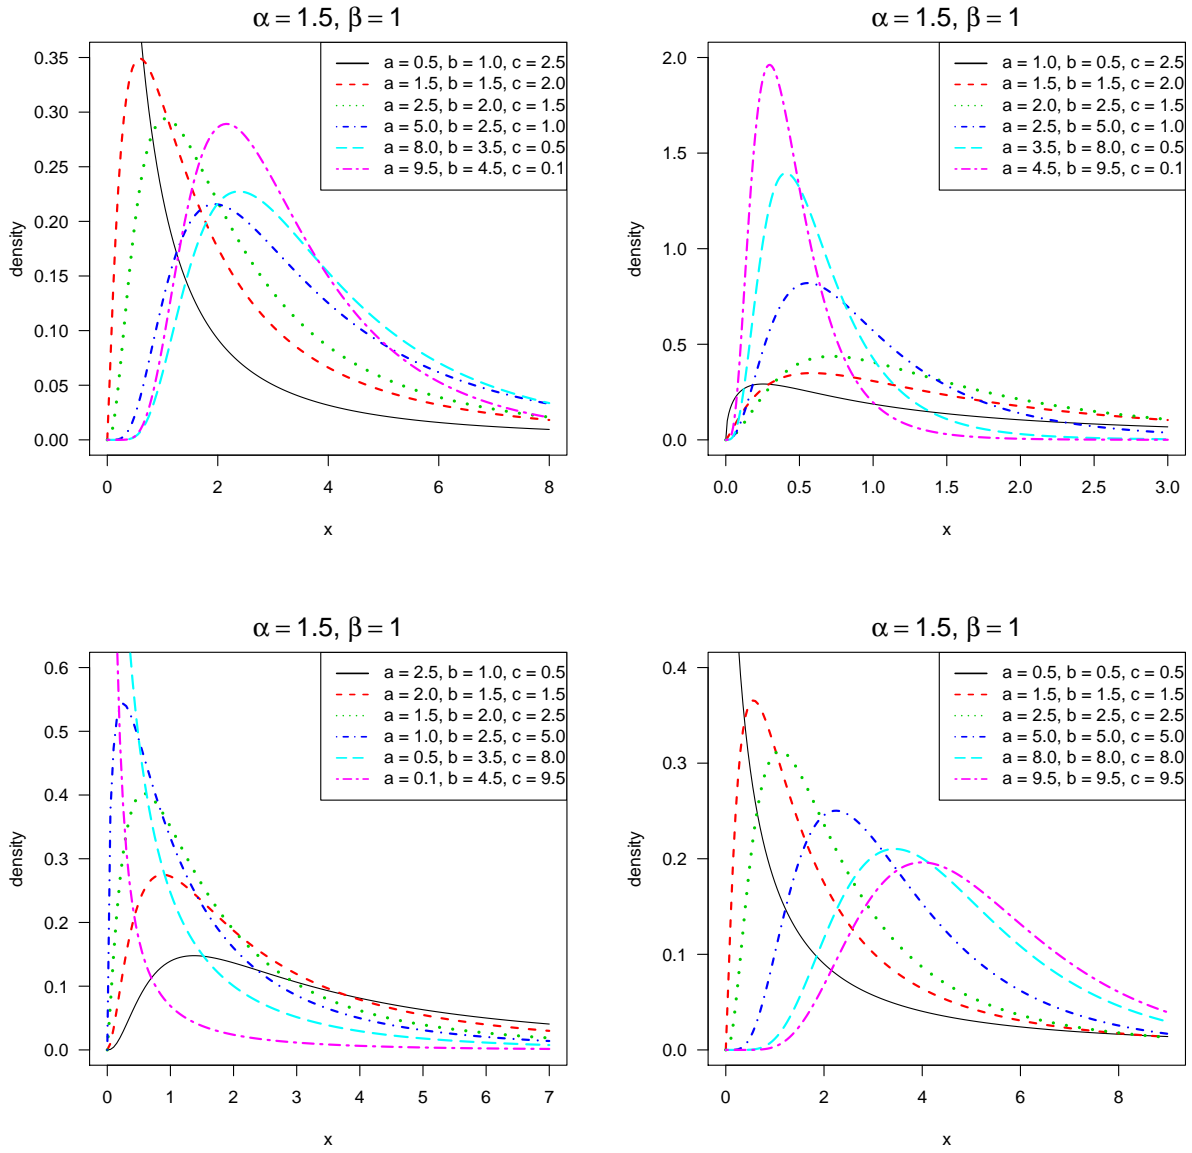 α = 1.5, β = 1
0.35
0.30
0.25
0.20
0.15
0.10
0.05
0.00
density
a = 0.5, b = 1.0, c = 2.5
a = 1.5, b = 1.5, c = 2.0
a = 2.5, b = 2.0, c = 1.5
a = 5.0, b = 2.5, c = 1.0
a = 8.0, b = 3.5, c = 0.5
a = 9.5, b = 4.5, c = 0.1
0 2 4 6 8
x
α = 1.5, β = 1
2.0
1.5
1.0
0.5
0.0
density
a = 1.0, b = 0.5, c = 2.5
a = 1.5, b = 1.5, c = 2.0
a = 2.0, b = 2.5, c = 1.5
a = 2.5, b = 5.0, c = 1.0
a = 3.5, b = 8.0, c = 0.5
a = 4.5, b = 9.5, c = 0.1
0.0 0.5 1.0 1.5 2.0 2.5 3.0
x
α = 1.5, β = 1
0.6
0.5
0.4
0.3
0.2
0.1
0.0
density
a = 2.5, b = 1.0, c = 0.5
a = 2.0, b = 1.5, c = 1.5
a = 1.5, b = 2.0, c = 2.5
a = 1.0, b = 2.5, c = 5.0
a = 0.5, b = 3.5, c = 8.0
a = 0.1, b = 4.5, c = 9.5
0 1 2 3 4 5 6 7
x
α = 1.5, β = 1
0.4
0.3
0.2
0.1
0.0
density
a = 0.5, b = 0.5, c = 0.5
a = 1.5, b = 1.5, c = 1.5
a = 2.5, b = 2.5, c = 2.5
a = 5.0, b = 5.0, c = 5.0
a = 8.0, b = 8.0, c = 8.0
a = 9.5, b = 9.5, c = 9.5
0 2 4 6 8
x